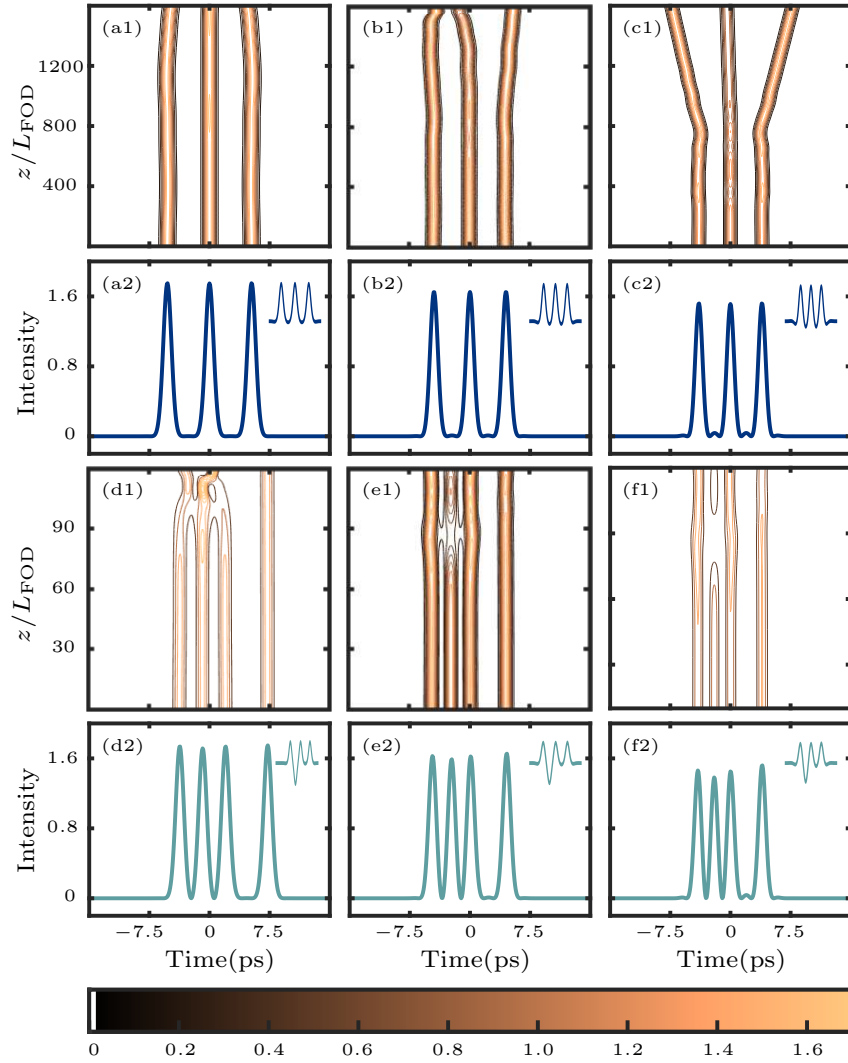 (a1) (b1) (c1)
1200
800
400
z/L_FOD
(a2) (b2) (c2)
1.6
0.8
0
Intensity
(d1) (e1) (f1)
90
60
30
z/L_FOD
(d2) (e2) (f2)
1.6
0.8
0
Intensity
−7.5 0 7.5 −7.5 0 7.5 −7.5 0 7.5
Time(ps) Time(ps) Time(ps)
0 0.2 0.4 0.6 0.8 1.0 1.2 1.4 1.6